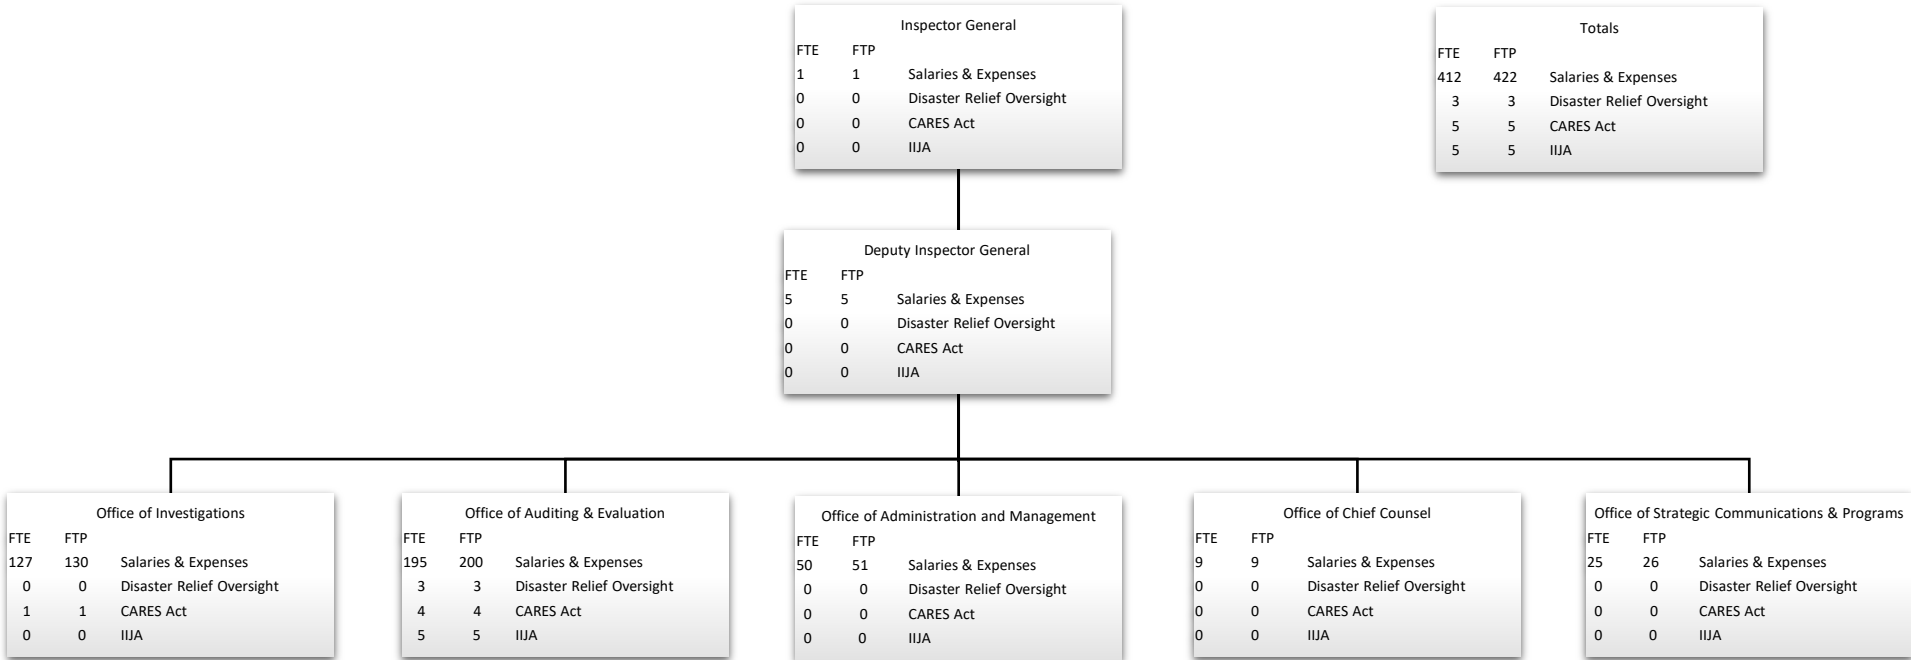 Inspector General
FTE FTP
1 1 Salaries & Expenses
0 0 Disaster Relief Oversight
0 0 CARES Act
0 0 IIJA
Totals
FTE FTP
412 422 Salaries & Expenses
3 3 Disaster Relief Oversight
5 5 CARES Act
5 5 IIJA
Deputy Inspector General
FTE FTP
5 5 Salaries & Expenses
0 0 Disaster Relief Oversight
0 0 CARES Act
0 0 IIJA
Office of Investigations
FTE FTP
127 130 Salaries & Expenses
0 0 Disaster Relief Oversight
1 1 CARES Act
0 0 IIJA
Office of Auditing & Evaluation
FTE FTP
195 200 Salaries & Expenses
3 3 Disaster Relief Oversight
4 4 CARES Act
5 5 IIJA
Office of Administration and Management
FTE FTP
50 51 Salaries & Expenses
0 0 Disaster Relief Oversight
0 0 CARES Act
0 0 IIJA
Office of Chief Counsel
FTE FTP
9 9 Salaries & Expenses
0 0 Disaster Relief Oversight
0 0 CARES Act
0 0 IIJA
Office of Strategic Communications & Programs
FTE FTP
25 26 Salaries & Expenses
0 0 Disaster Relief Oversight
0 0 CARES Act
0 0 IIJA